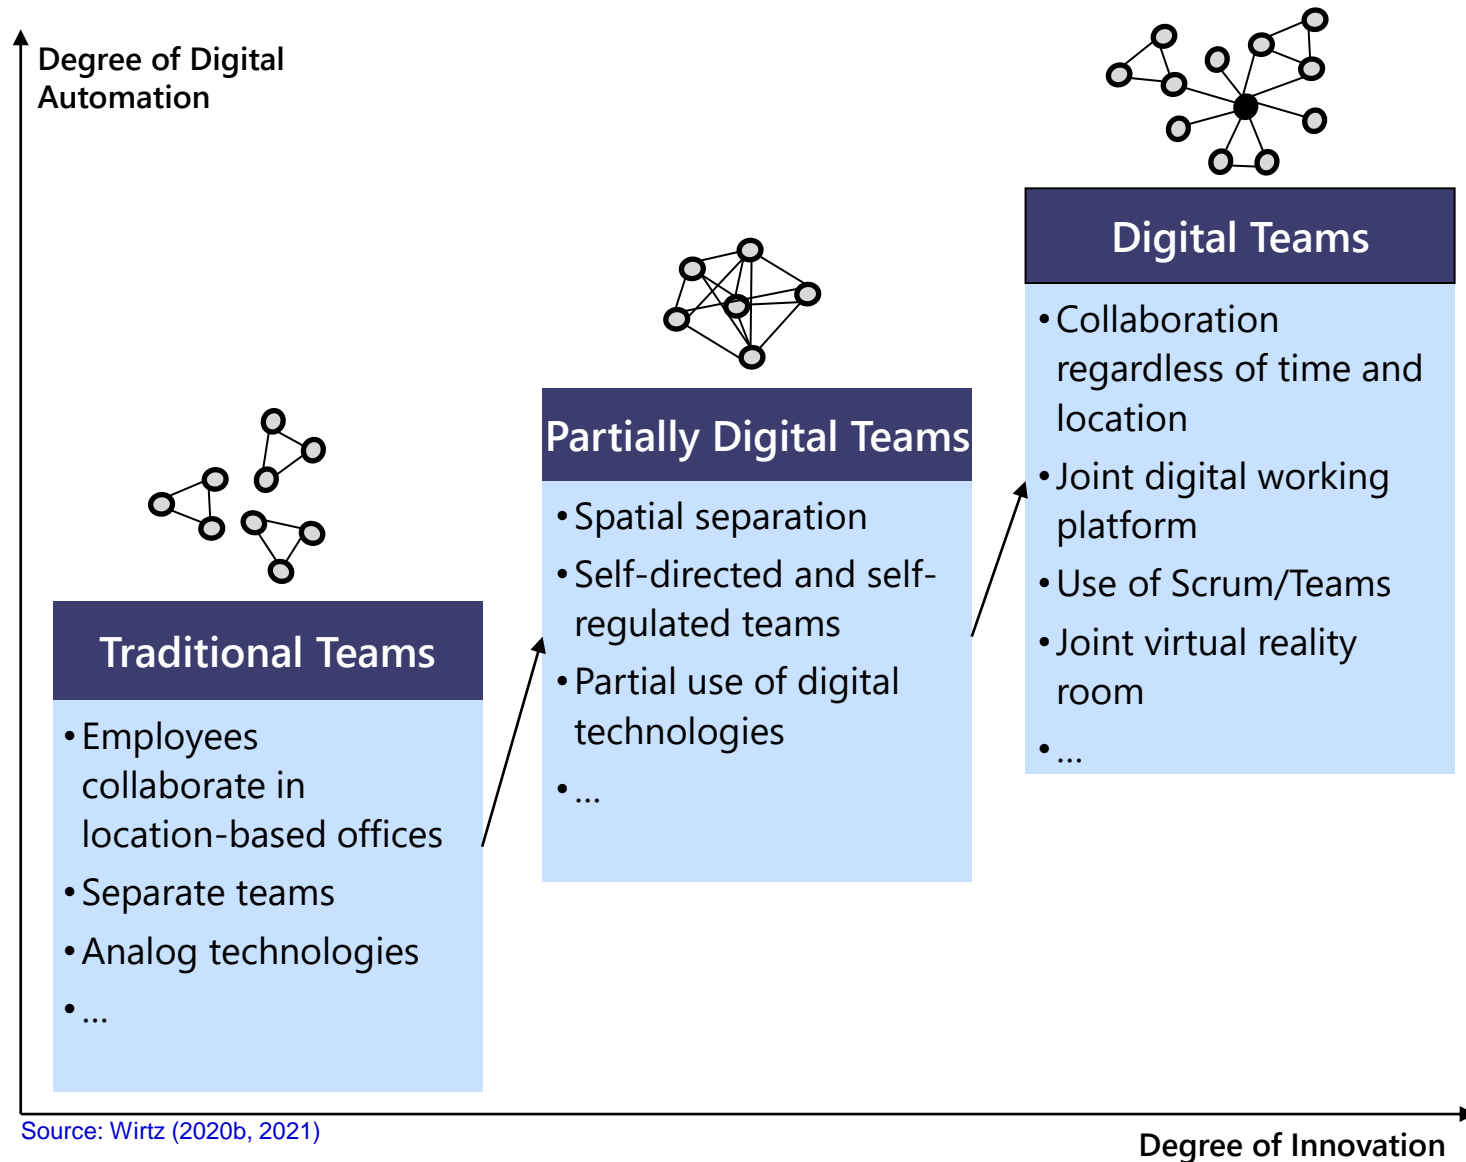 Degree of Digital
Automation
Digital Teams
• Collaboration
regardless of time and
location
• Joint digital working
platform
• Use of Scrum/Teams
• Joint virtual reality
room
• ...
Partially Digital Teams
• Spatial separation
• Self-directed and self-
regulated teams
• Partial use of digital
technologies
• ...
Traditional Teams
• Employees
collaborate in
location-based offices
• Separate teams
• Analog technologies
• ...
Source: Wirtz (2020b, 2021)
Degree of Innovation